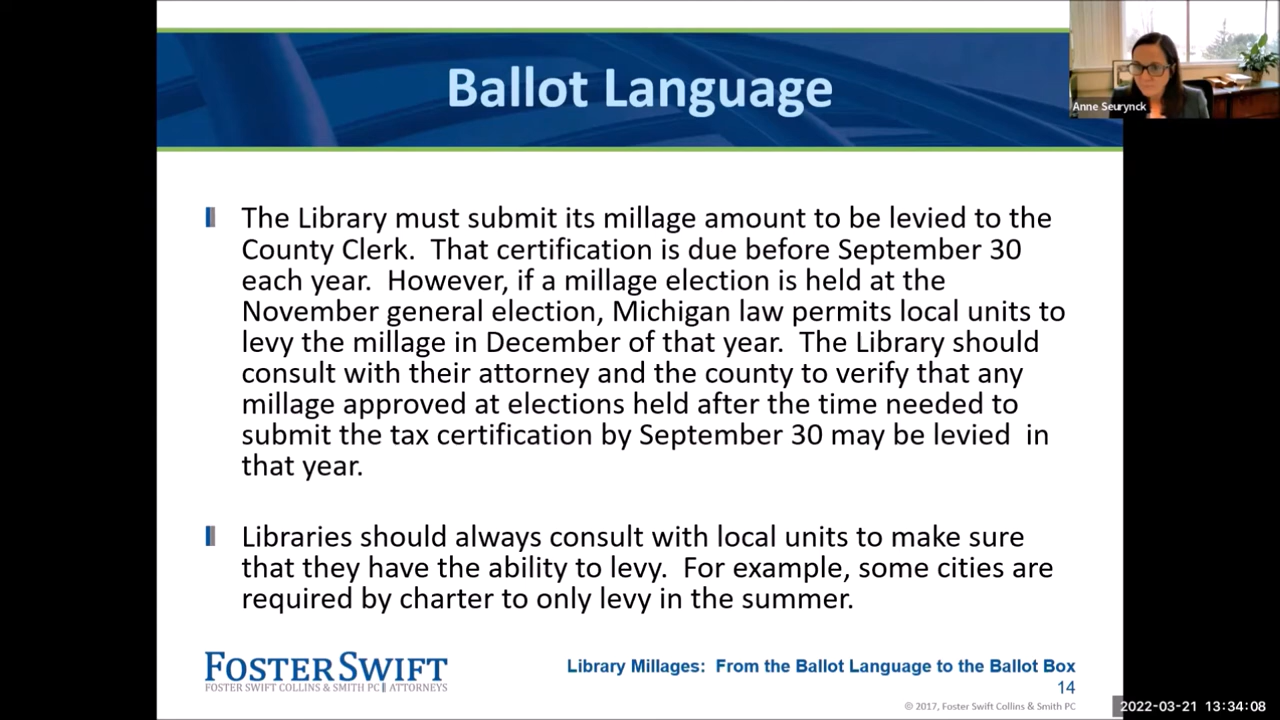 Ballot Language
Anne Seurynck
The Library must submit its millage amount to be levied to the
County Clerk. That certification is due before September 30
each year. However, if a millage election is held at the
November general election, Michigan law permits local units to
levy the millage in December of that year. The Library should
consult with their attorney and the county to verify that any
millage approved at elections held after the time needed to
submit the tax certification by September 30 may be levied in
that year.
Libraries should always consult with local units to make sure
that they have the ability to levy. For example, some cities are
required by charter to only levy in the summer.
FOSTER SWIFT
FOSTER SWIFT COLLINS & SMITH PC || ATTORNEYS
Library Millages: From the Ballot Language to the Ballot Box
14
© 2017, Foster Swift Collins & Smith PC
2022-03-21 13:34:08